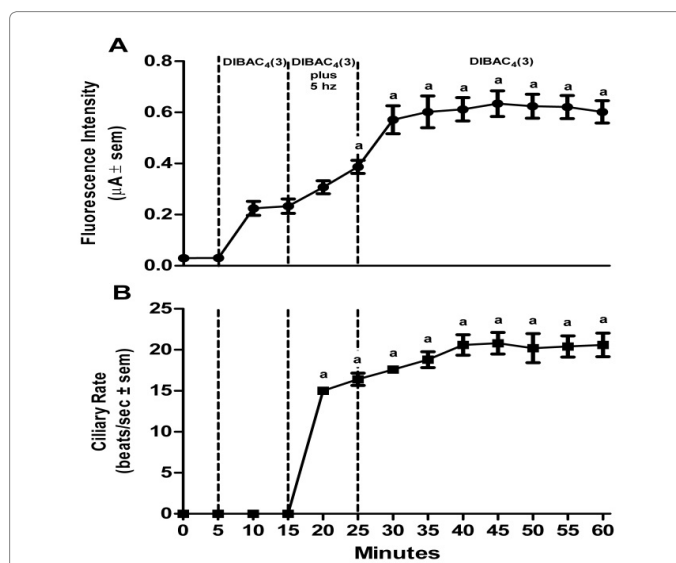 A
DIBAC₄(3)
DIBAC₄(3)
plus
5 hz
DIBAC₄(3)
Fluorescence Intensity
(µA ± sem)
0.8
0.6
0.4
0.2
0.0
a
a a a a a a a
B
Ciliary Rate
(beats/sec ± sem)
25
20
15
10
5
0
a a a a a a a a a
0 5 10 15 20 25 30 35 40 45 50 55 60
Minutes